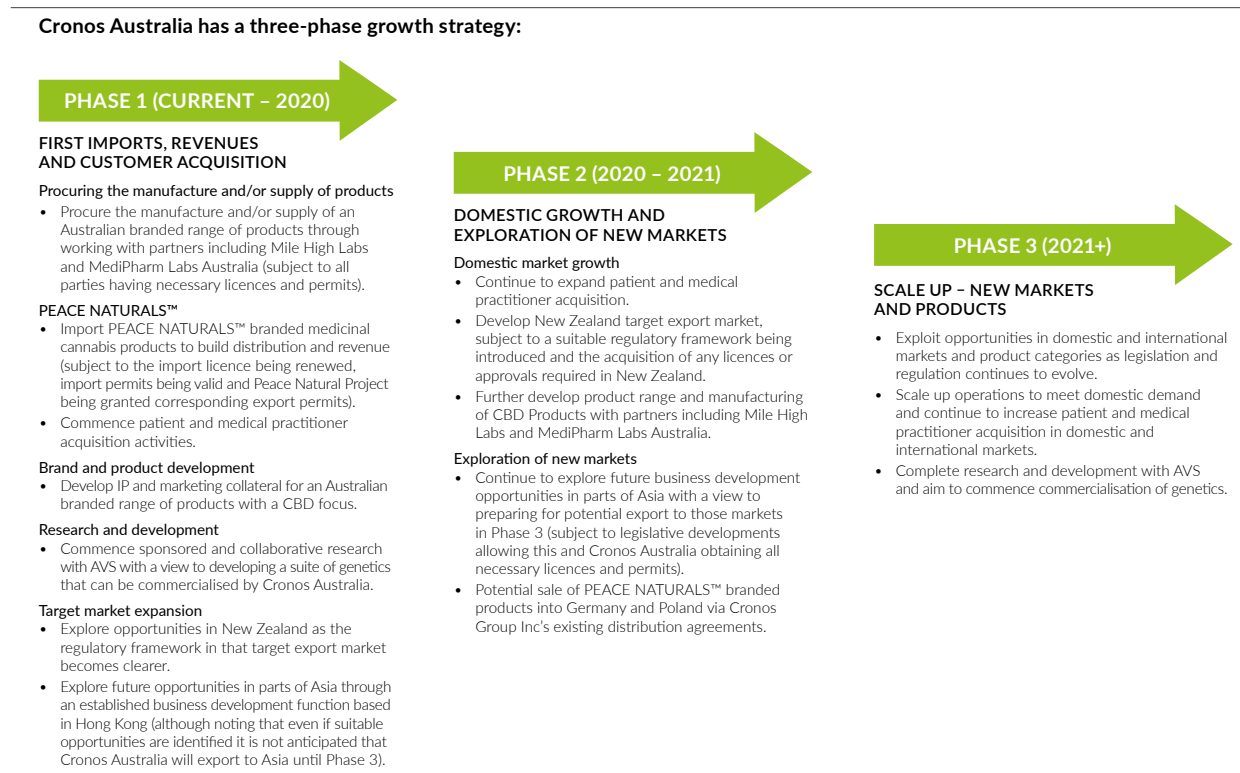 Cronos Australia has a three-phase growth strategy:
PHASE 1 (CURRENT – 2020)
FIRST IMPORTS, REVENUES
AND CUSTOMER ACQUISITION
Procuring the manufacture and/or supply of products
• Procure the manufacture and/or supply of an
Australian branded range of products through
working with partners including Mile High Labs
and MediPharm Labs Australia (subject to all
parties having necessary licences and permits).
PEACE NATURALS™
• Import PEACE NATURALS™ branded medicinal
cannabis products to build distribution and revenue
(subject to the import licence being renewed,
import permits being valid and Peace Natural Project
being granted corresponding export permits).
• Commence patient and medical practitioner
acquisition activities.
Brand and product development
• Develop IP and marketing collateral for an Australian
branded range of products with a CBD focus.
Research and development
• Commence sponsored and collaborative research
with AVS with a view to developing a suite of genetics
that can be commercialised by Cronos Australia.
Target market expansion
• Explore opportunities in New Zealand as the
regulatory framework in that target export market
becomes clearer.
• Explore future opportunities in parts of Asia through
an established business development function based
in Hong Kong (although noting that even if suitable
opportunities are identified it is not anticipated that
Cronos Australia will export to Asia until Phase 3).
PHASE 2 (2020 – 2021)
DOMESTIC GROWTH AND
EXPLORATION OF NEW MARKETS
Domestic market growth
• Continue to expand patient and medical
practitioner acquisition.
• Develop New Zealand target export market,
subject to a suitable regulatory framework being
introduced and the acquisition of any licences or
approvals required in New Zealand.
• Further develop product range and manufacturing
of CBD Products with partners including Mile High
Labs and MediPharm Labs Australia.
Exploration of new markets
• Continue to explore future business development
opportunities in parts of Asia with a view to
preparing for potential export to those markets
in Phase 3 (subject to legislative developments
allowing this and Cronos Australia obtaining all
necessary licences and permits).
• Potential sale of PEACE NATURALS™ branded
products into Germany and Poland via Cronos
Group Inc's existing distribution agreements.
PHASE 3 (2021+)
SCALE UP – NEW MARKETS
AND PRODUCTS
• Exploit opportunities in domestic and international
markets and product categories as legislation and
regulation continues to evolve.
• Scale up operations to meet domestic demand
and continue to increase patient and medical
practitioner acquisition in domestic and
international markets.
• Complete research and development with AVS
and aim to commence commercialisation of genetics.